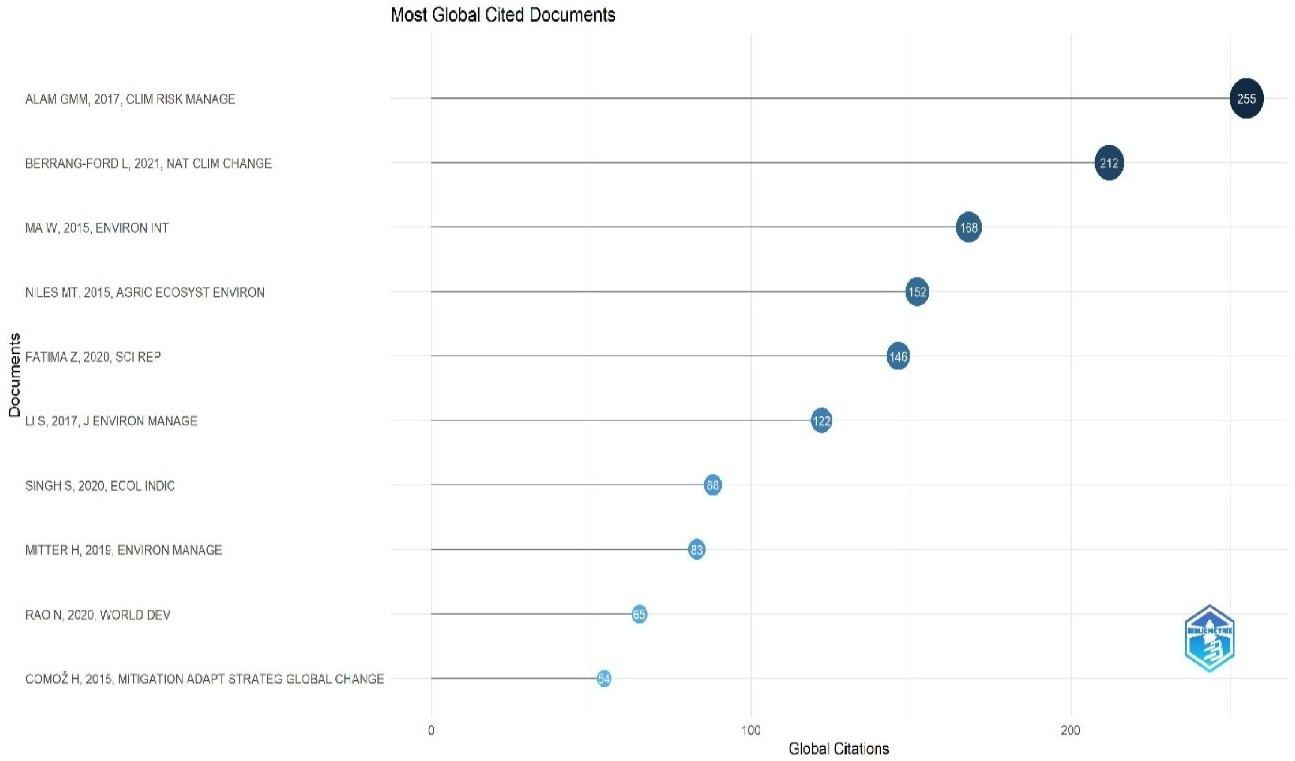 Most Global Cited Documents
ALAM GMM, 2017, CLIM RISK MANAGE
255
BERRANG-FORD L, 2021, NAT CLIM CHANGE
212
MA W, 2015, ENVIRON INT
168
NILES MT, 2015, AGRIC ECOSYST ENVIRON
152
FATIMA Z, 2020, SCI REP
146
LI S, 2017, J ENVIRON MANAGE
122
SINGH S, 2020, ECOL INDIC
88
MITTER H, 2019, ENVIRON MANAGE
83
RAO N, 2020, WORLD DEV
65
COMOŽ H, 2015, MITIGATION ADAPT STRATEG GLOBAL CHANGE
54
Documents
0
100
200
Global Citations
BIBLIOMETRIX